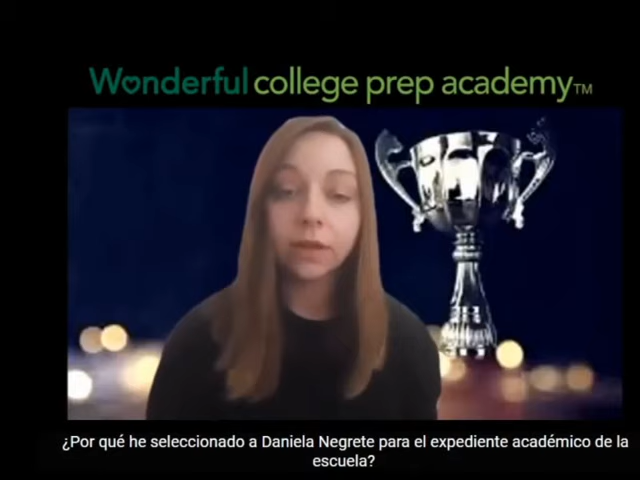 Wonderful college prep academy™
¿Por qué he seleccionado a Daniela Negrete para el expediente académico de la
escuela?